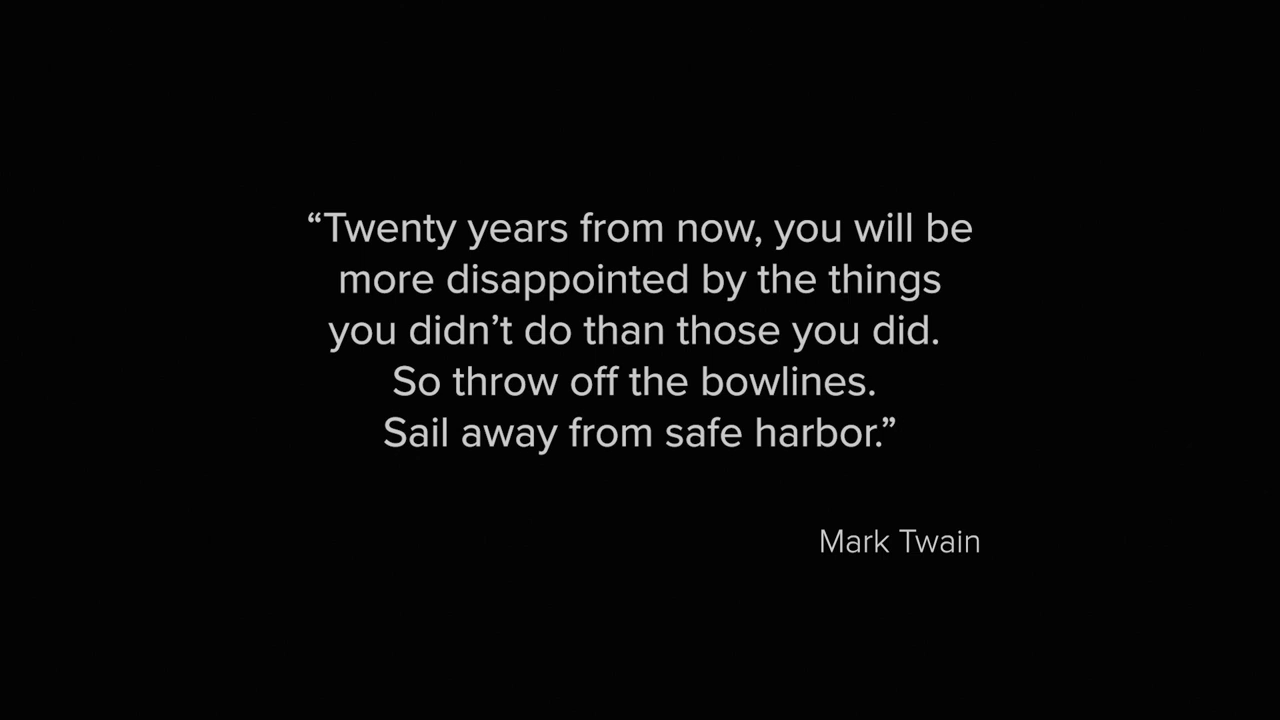 “Twenty years from now, you will be
more disappointed by the things
you didn’t do than those you did.
So throw off the bowlines.
Sail away from safe harbor.”
Mark Twain